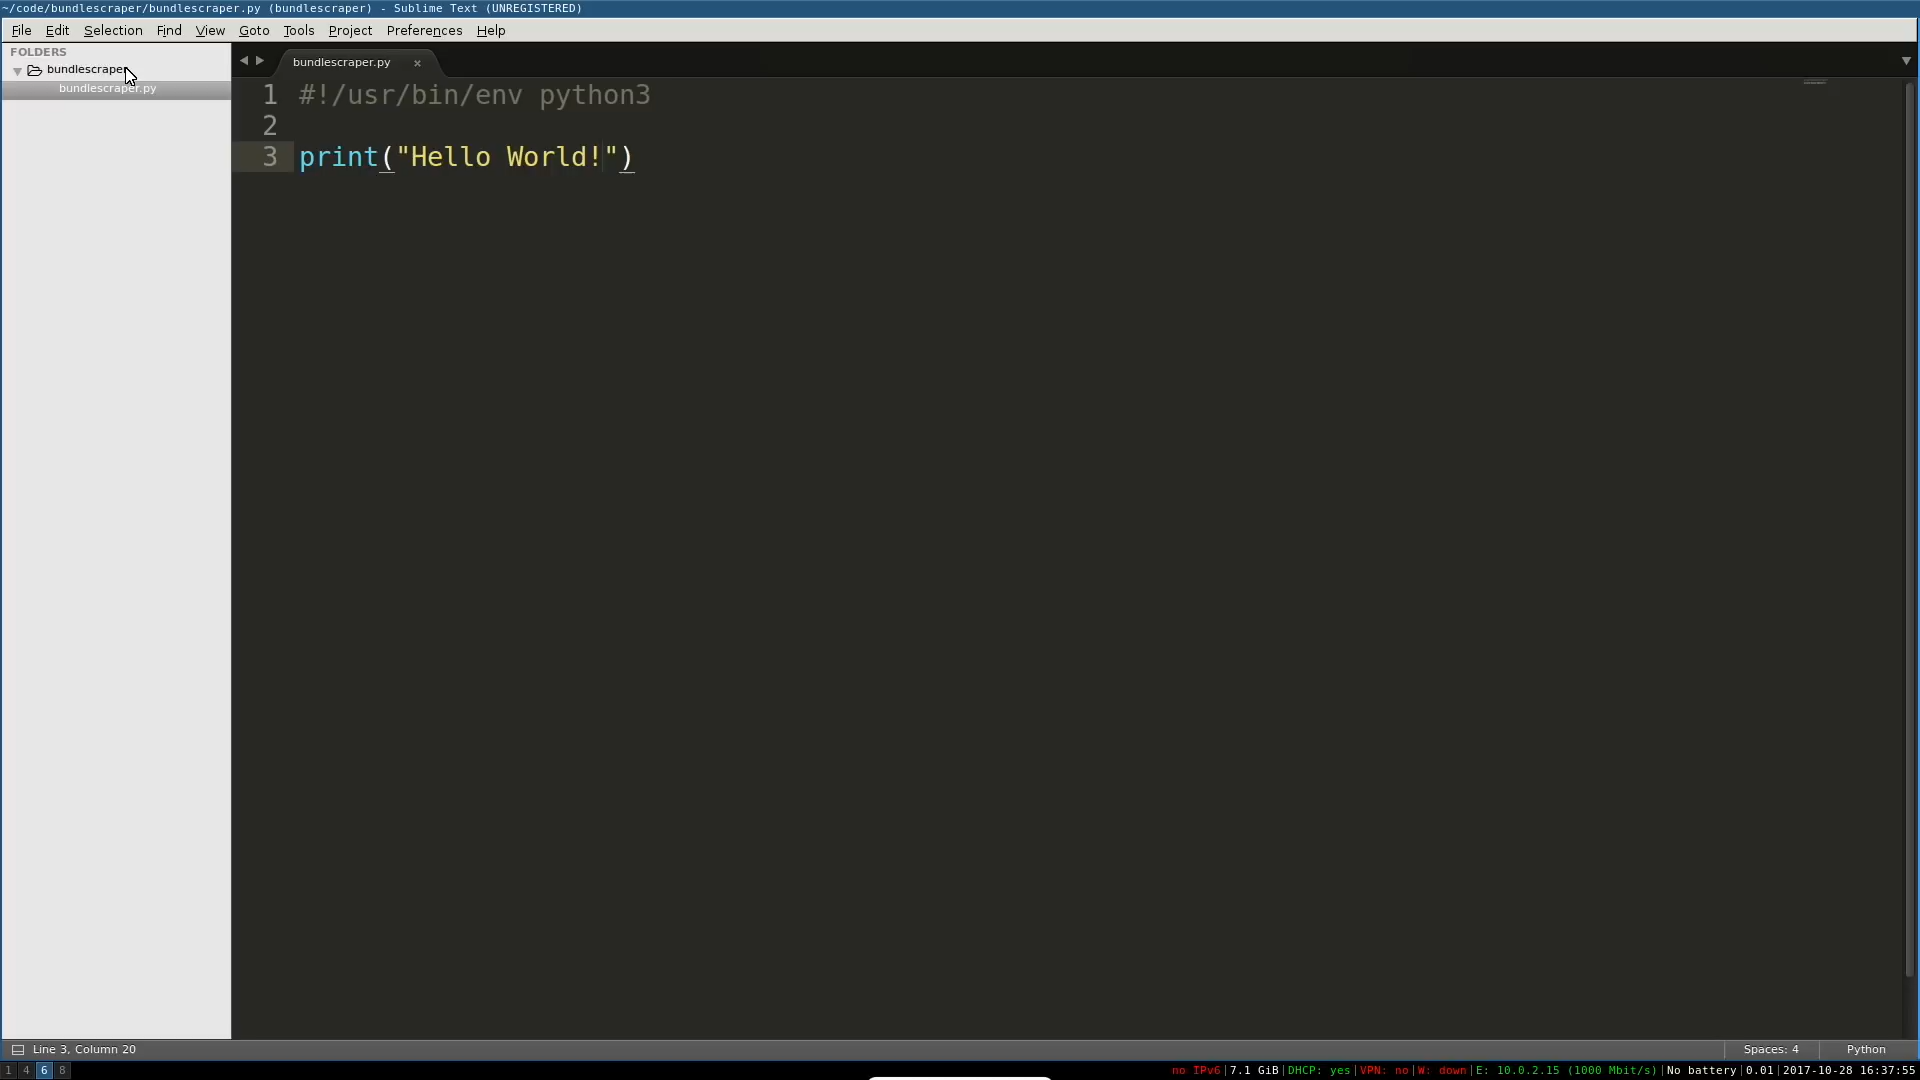 ~/code/bundlescraper/bundlescraper.py (bundlescraper) - Sublime Text (UNREGISTERED)
File Edit Selection Find View Goto Tools Project Preferences Help
FOLDERS
bundlescraper
bundlescraper.py
bundlescraper.py ×
1 #!/usr/bin/env python3
2
3 print("Hello World!")
Line 3, Column 20
Spaces: 4
Python
1 4 6 8
no IPv6|7.1 GiB|DHCP: yes|VPN: no|W: down|E: 10.0.2.15 (1000 Mbit/s)|No battery|0.01|2017-10-28 16:37:55